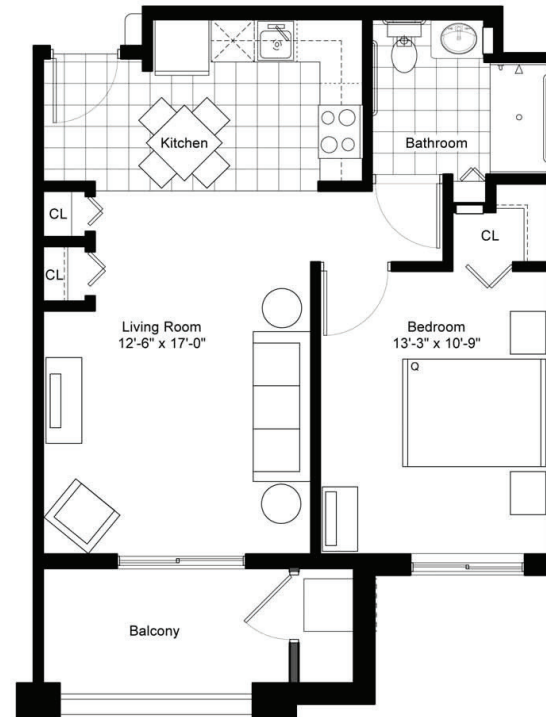 Kitchen
Bathroom
CL
CL
CL
Living Room
12'-6" x 17'-0"
Bedroom
13'-3" x 10'-9"
Q
Balcony